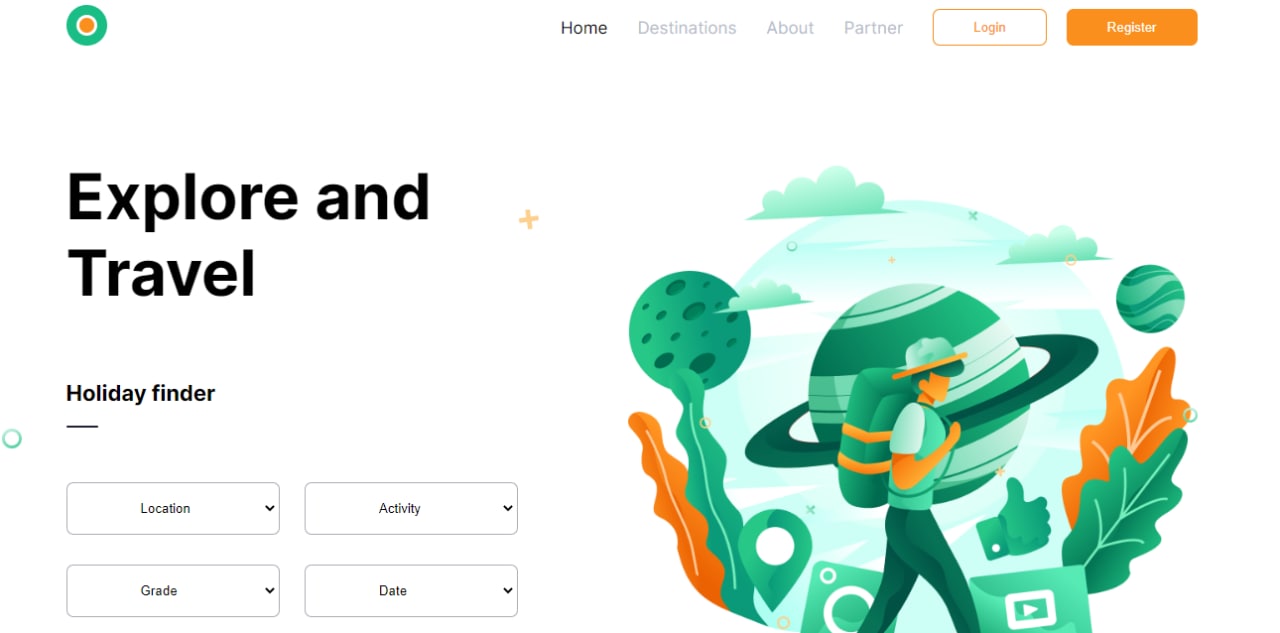 Home Destinations About Partner Login Register
Explore and
Travel
Holiday finder
Location Activity
Grade Date